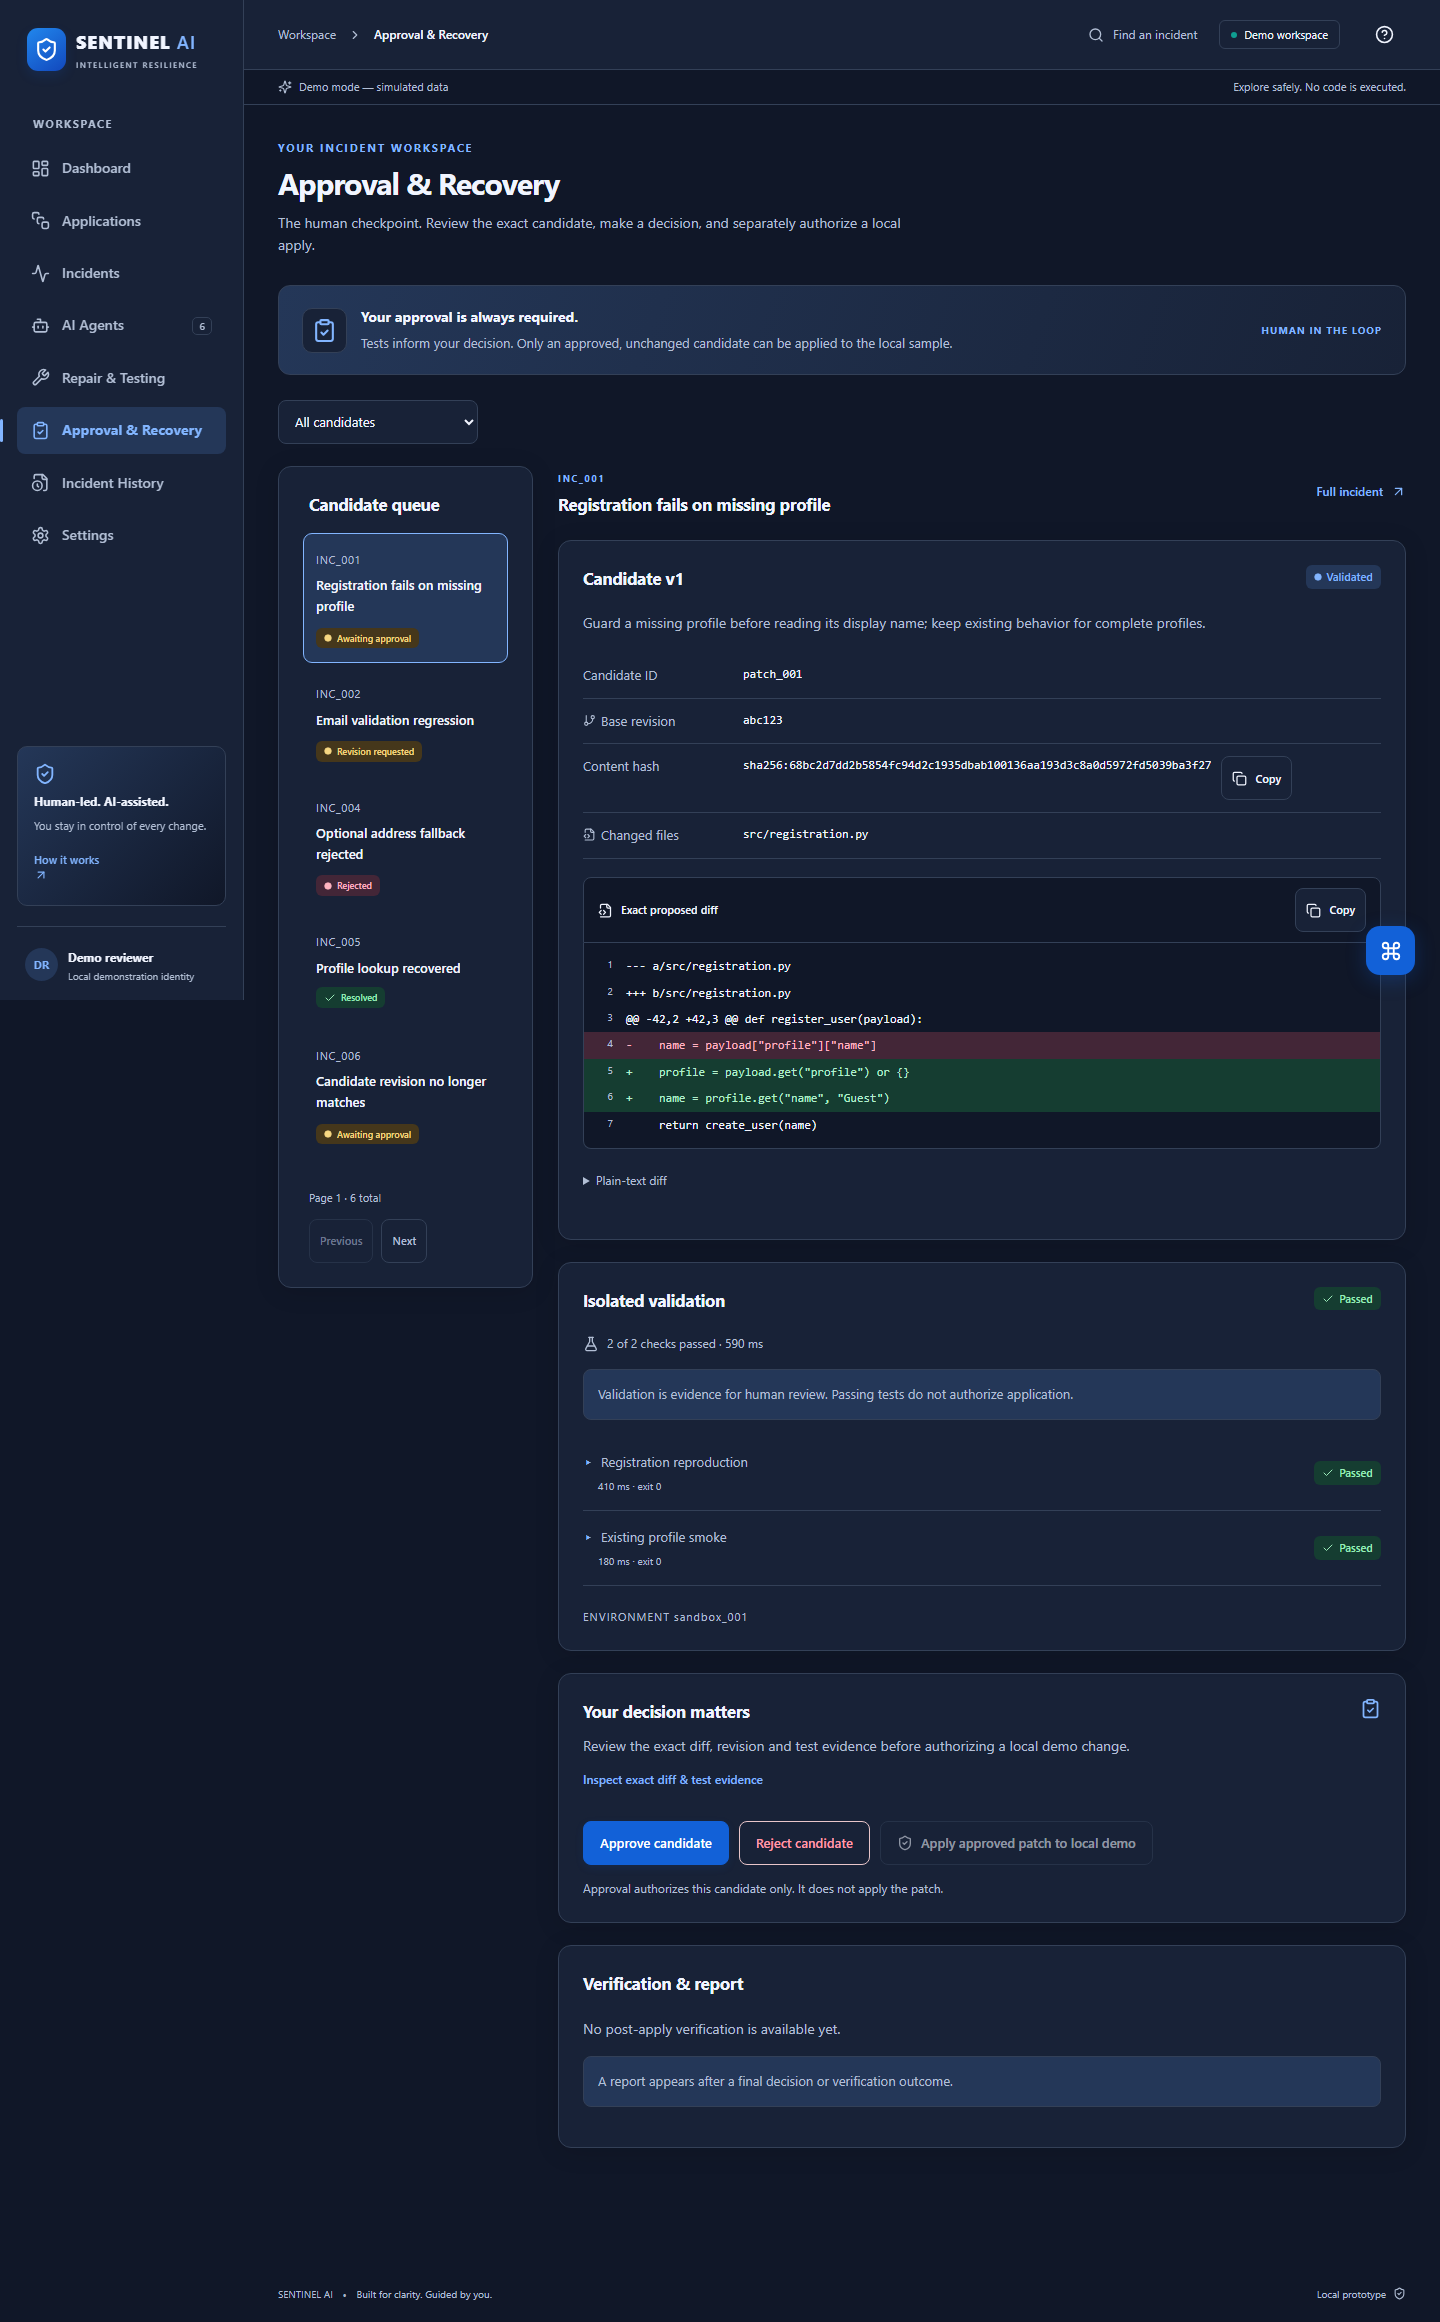 SENTINEL AI
INTELLIGENT RESILIENCE
WORKSPACE
Dashboard
Applications
Incidents
AI Agents 6
Repair & Testing
Approval & Recovery
Incident History
Settings
Human-led. AI-assisted.
You stay in control of every change.
How it works
DR
Demo reviewer
Local demonstration identity
Workspace
Approval & Recovery
Find an incident
Demo workspace
Demo mode — simulated data
Explore safely. No code is executed.
YOUR INCIDENT WORKSPACE
Approval & Recovery
The human checkpoint. Review the exact candidate, make a decision, and separately authorize a local
apply.
Your approval is always required.
Tests inform your decision. Only an approved, unchanged candidate can be applied to the local sample.
HUMAN IN THE LOOP
All candidates
Candidate queue
INC_001
Registration fails on missing
profile
Awaiting approval
INC_002
Email validation regression
Revision requested
INC_004
Optional address fallback
rejected
Rejected
INC_005
Profile lookup recovered
Resolved
INC_006
Candidate revision no longer
matches
Awaiting approval
Page 1 · 6 total
Previous
Next
INC_001
Registration fails on missing profile
Full incident
Candidate v1
Validated
Guard a missing profile before reading its display name; keep existing behavior for complete profiles.
Candidate ID patch_001
Base revision abc123
Content hash sha256:68bc2d7dd2b5854fc94d2c1935dbab100136aa193d3c8a0d5972fd5039ba3f27 Copy
Changed files src/registration.py
Exact proposed diff
Copy
1 --- a/src/registration.py
2 +++ b/src/registration.py
3 @@ -42,2 +42,3 @@ def register_user(payload):
4 -    name = payload["profile"]["name"]
5 +    profile = payload.get("profile") or {}
6 +    name = profile.get("name", "Guest")
7      return create_user(name)
Plain-text diff
Isolated validation
Passed
2 of 2 checks passed · 590 ms
Validation is evidence for human review. Passing tests do not authorize application.
Registration reproduction
410 ms · exit 0
Passed
Existing profile smoke
180 ms · exit 0
Passed
ENVIRONMENT sandbox_001
Your decision matters
Review the exact diff, revision and test evidence before authorizing a local demo change.
Inspect exact diff & test evidence
Approve candidate
Reject candidate
Apply approved patch to local demo
Approval authorizes this candidate only. It does not apply the patch.
Verification & report
No post-apply verification is available yet.
A report appears after a final decision or verification outcome.
SENTINEL AI • Built for clarity. Guided by you.
Local prototype